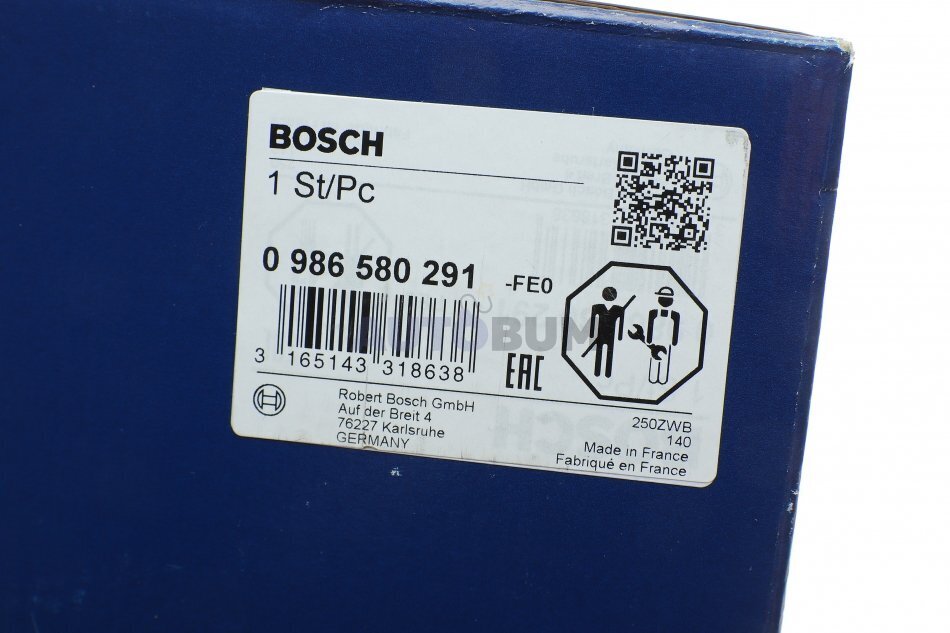 BOSCH
1 St/Pc
0 986 580 291 -FE0
AUTOBUM
3 165143 318638
EAC
Robert Bosch GmbH
Auf der Breit 4
76227 Karlsruhe
GERMANY
250ZWB
140
Made in France
Fabriqué en France